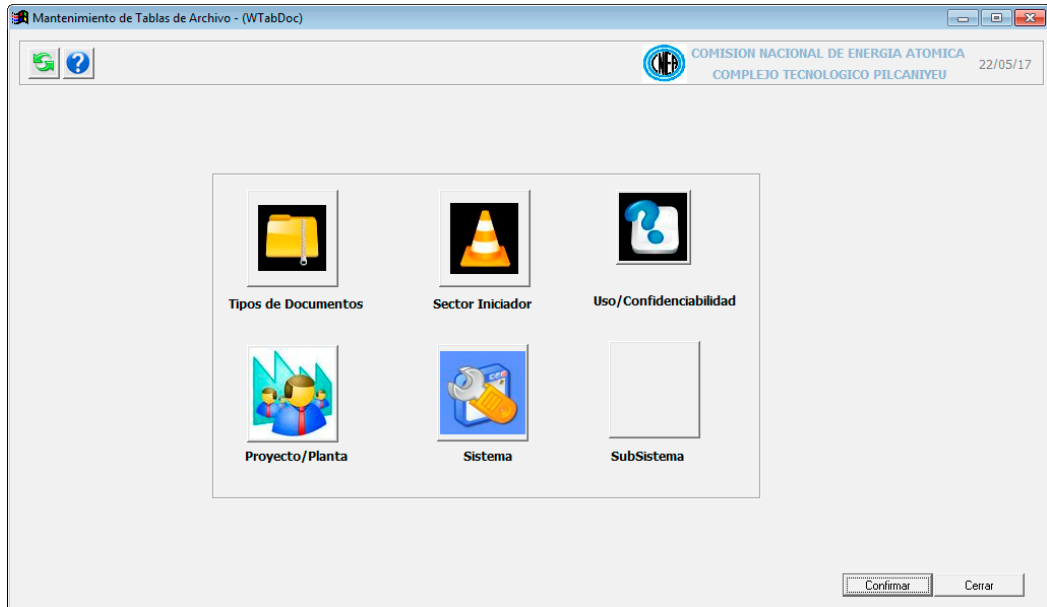 Mantenimiento de Tablas de Archivo - (WTabDoc)
CNEA
COMISION NACIONAL DE ENERGIA ATOMICA
COMPLEJO TECNOLOGICO PILCANIYEU
22/05/17
Tipos de Documentos
Sector Iniciador
Uso/Confidenciabilidad
Proyecto/Planta
Sistema
SubSistema
Confirmar
Cerrar